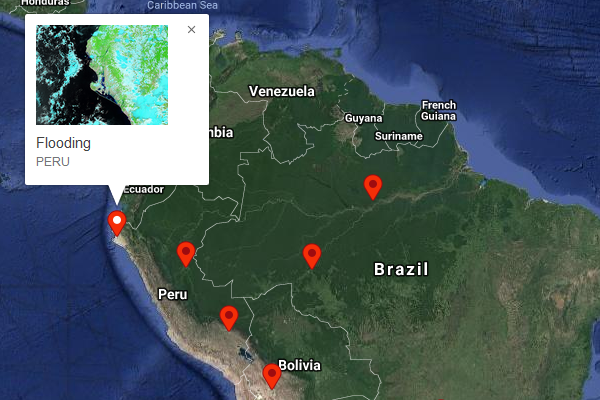 Honduras
Caribbean Sea
×
Flooding
PERU
Venezuela
Guyana
French
Guiana
Suriname
mbia
Ecuador
Brazil
Peru
Bolivia